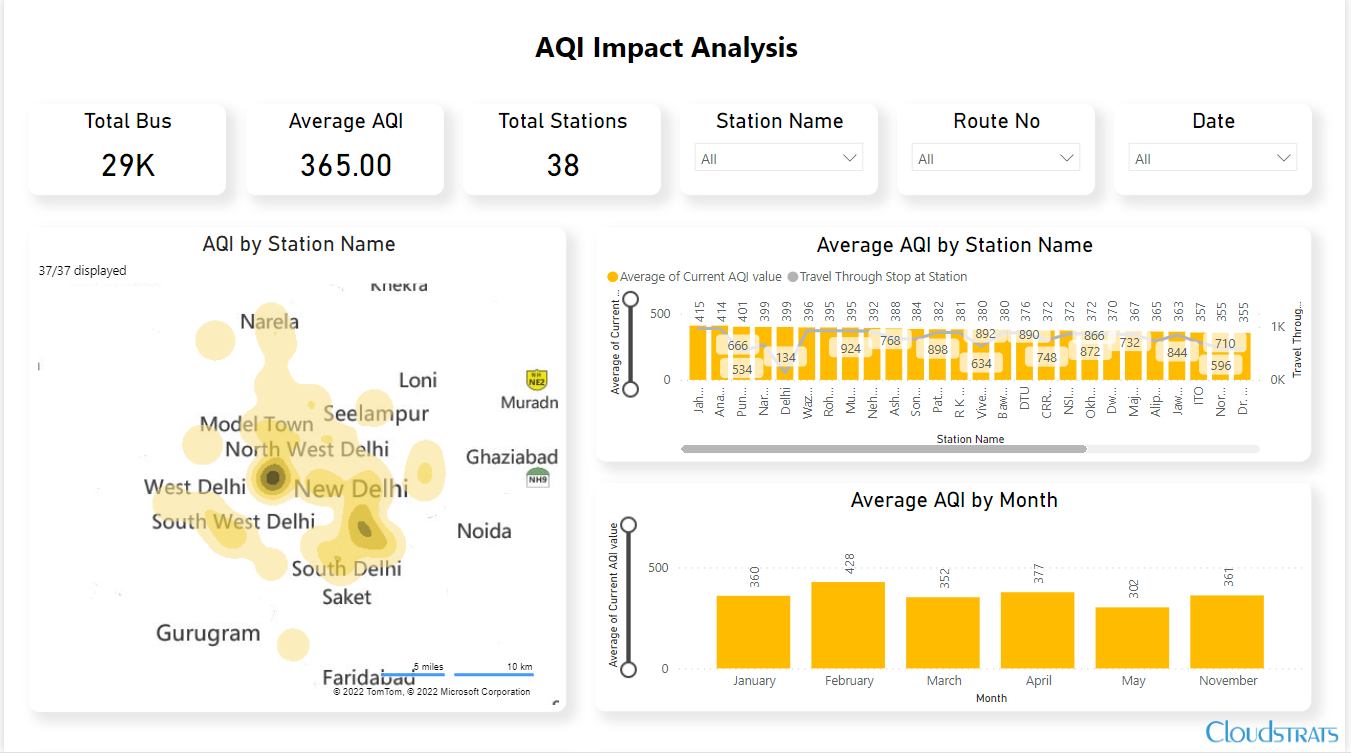 AQI Impact Analysis
Total Bus
29K
Average AQI
365.00
Total Stations
38
Station Name
All
Route No
All
Date
All
AQI by Station Name
37/37 displayed
Khekra
Narela
Loni
NH
NE2
Muradn
Seelampur
Model Town
North West Delhi
Ghaziabad
NH9
West Delhi
New Delhi
South West Delhi
Noida
South Delhi
Saket
Gurugram
Faridabad
5 miles 10 km
© 2022 TomTom, © 2022 Microsoft Corporation
Average AQI by Station Name
Average of Current AQI value Travel Through Stop at Station
Average of Current ...
500
0
415 414 401 399 399 396 395 395 392 388 384 382 381 380 380 376 372 372 372 370 367 365 363 357 355 355
666 534 134 924 768 898 892 634 890 748 866 872 732 844 710 596
1K
0K
Travel Throug...
Jah... Ana... Pun... Nar... Delhi Waz... Roh... Mu... Neh... Ash... Son... Pat... R K ... Vive... Baw... DTU CRR... NSI... Okh... Dw... Maj... Alip... Jaw... ITO Nor... Dr. ...
Station Name
Average AQI by Month
Average of Current AQI value
500
0
360 428 352 377 302 361
January February March April May November
Month
Cloudstrats